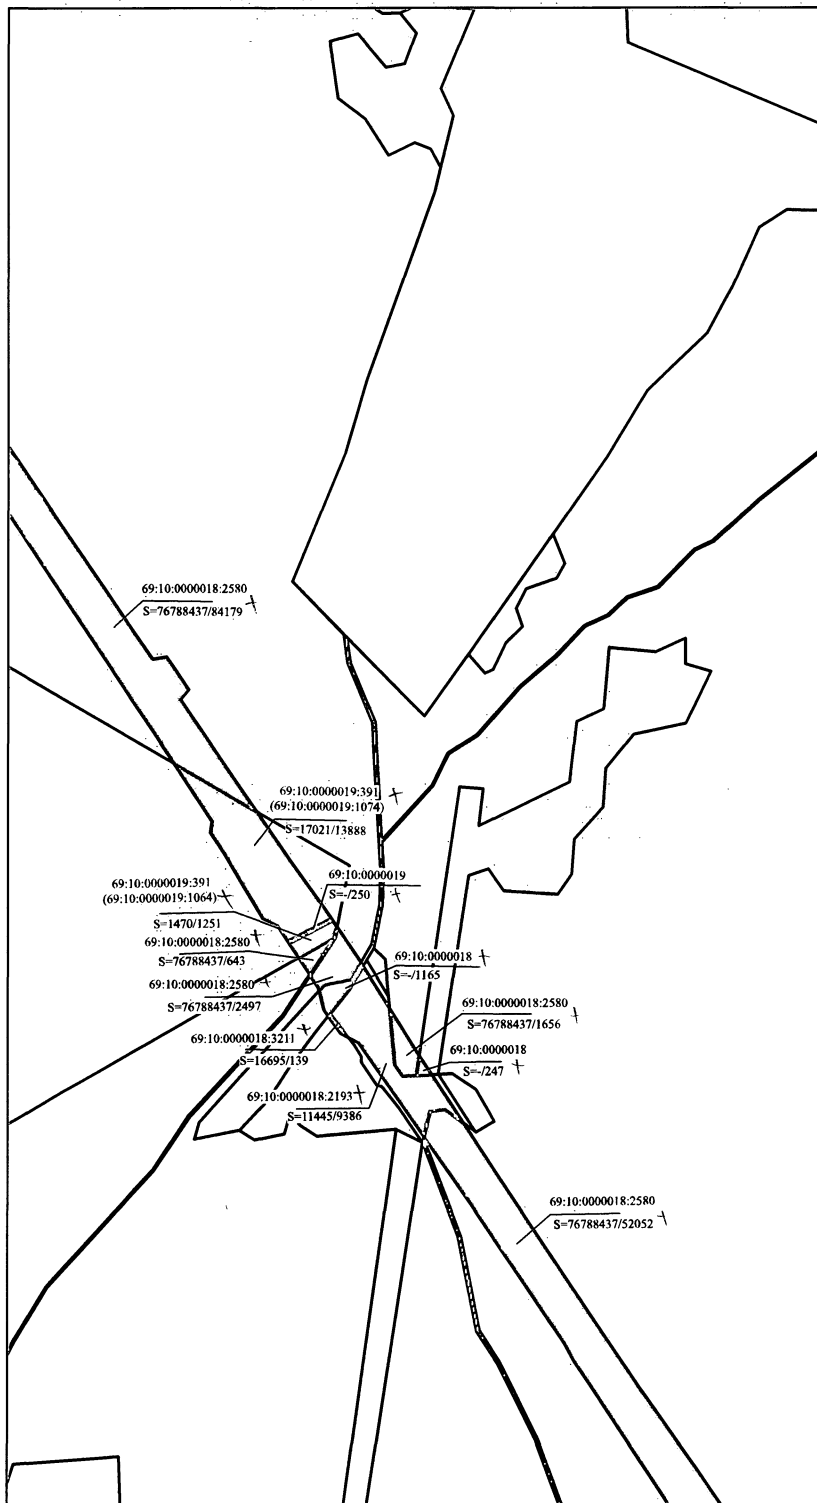 69:10:0000018:2580
S=76788437/84179
69:10:0000019:391
(69:10:0000019:1074)
S=17021/13888
69:10:0000019
S=-/250
69:10:0000019:391
(69:10:0000019:1064)
S=1470/1251
69:10:0000018:2580
S=76788437/643
69:10:0000018
S=-/1165
69:10:0000018:2580
S=76788437/2497
69:10:0000018:2580
S=76788437/1656
69:10:0000018:3211
S=16695/139
69:10:0000018
S=-/247
69:10:0000018:2193
S=11445/9386
69:10:0000018:2580
S=76788437/52052